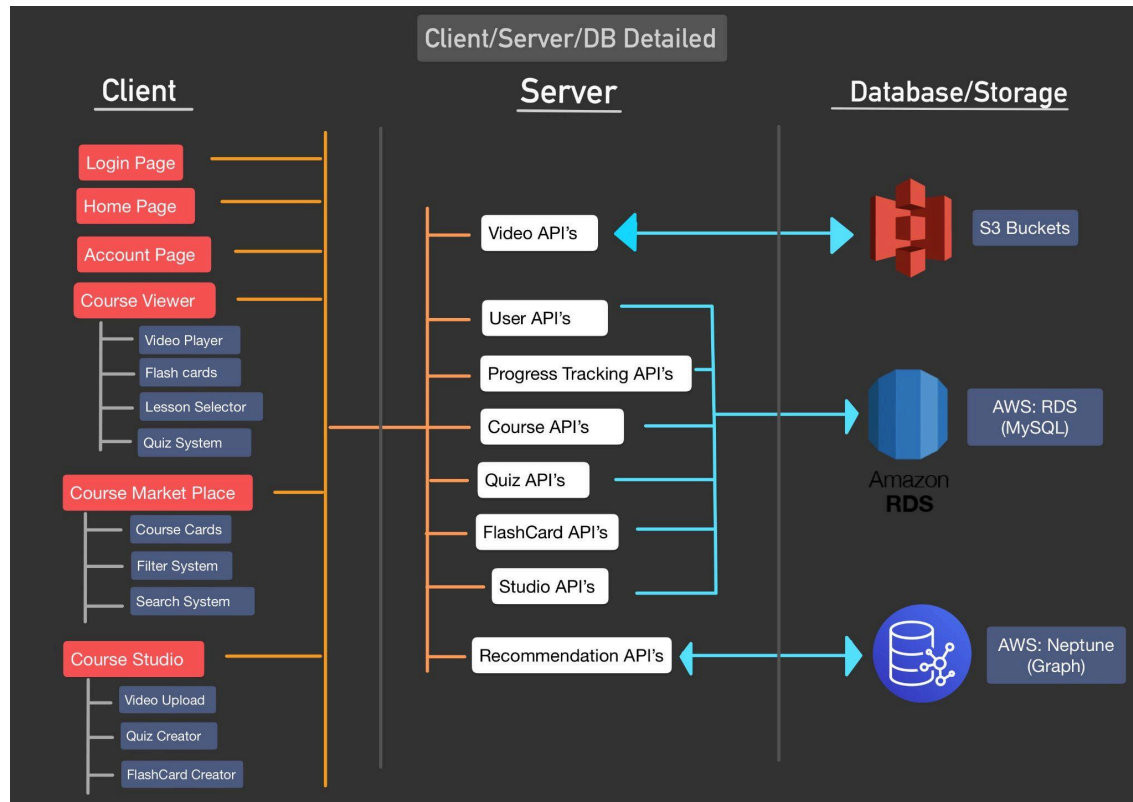 Client/Server/DB Detailed
Client
Login Page
Home Page
Account Page
Course Viewer
Video Player
Flash cards
Lesson Selector
Quiz System
Course Market Place
Course Cards
Filter System
Search System
Course Studio
Video Upload
Quiz Creator
FlashCard Creator
Server
Video API's
User API's
Progress Tracking API's
Course API's
Quiz API's
FlashCard API's
Studio API's
Recommendation API's
Database/Storage
S3 Buckets
Amazon
RDS
AWS: RDS
(MySQL)
AWS: Neptune
(Graph)